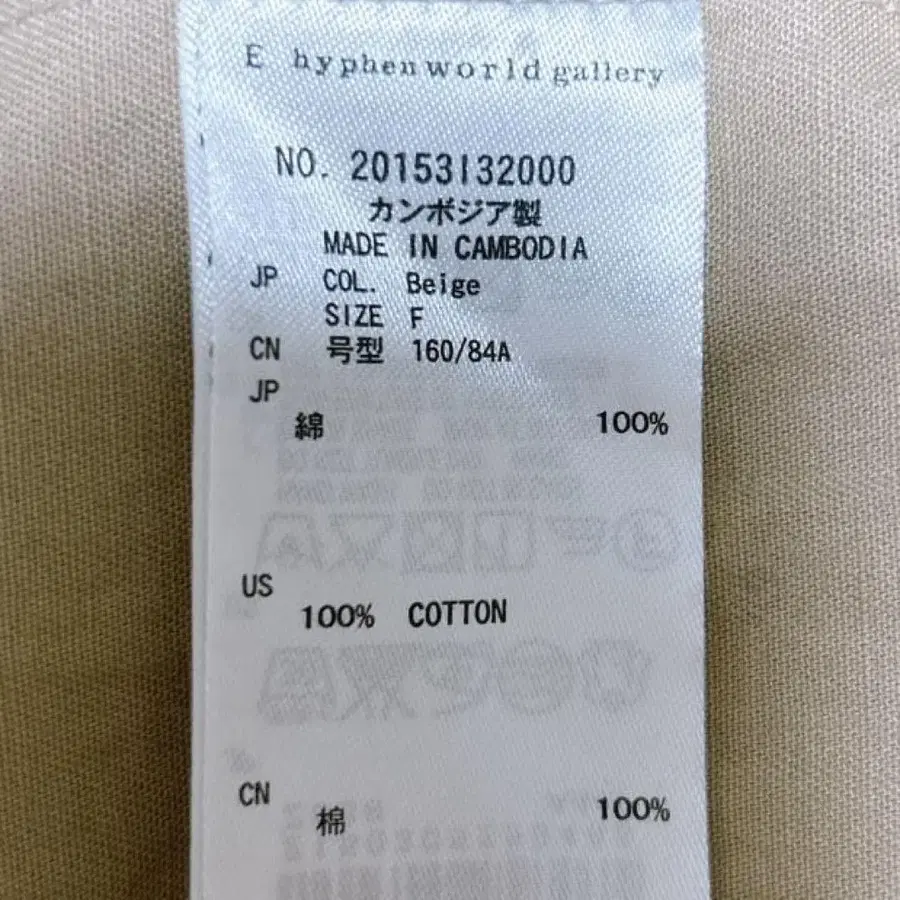 E hyphen world gallery
NO. 20153132000
カンボジア製
MADE IN CAMBODIA
JP COL. Beige
SIZE F
CN 号型 160/84A
JP
綿 100%
US
100% COTTON
CN
棉 100%